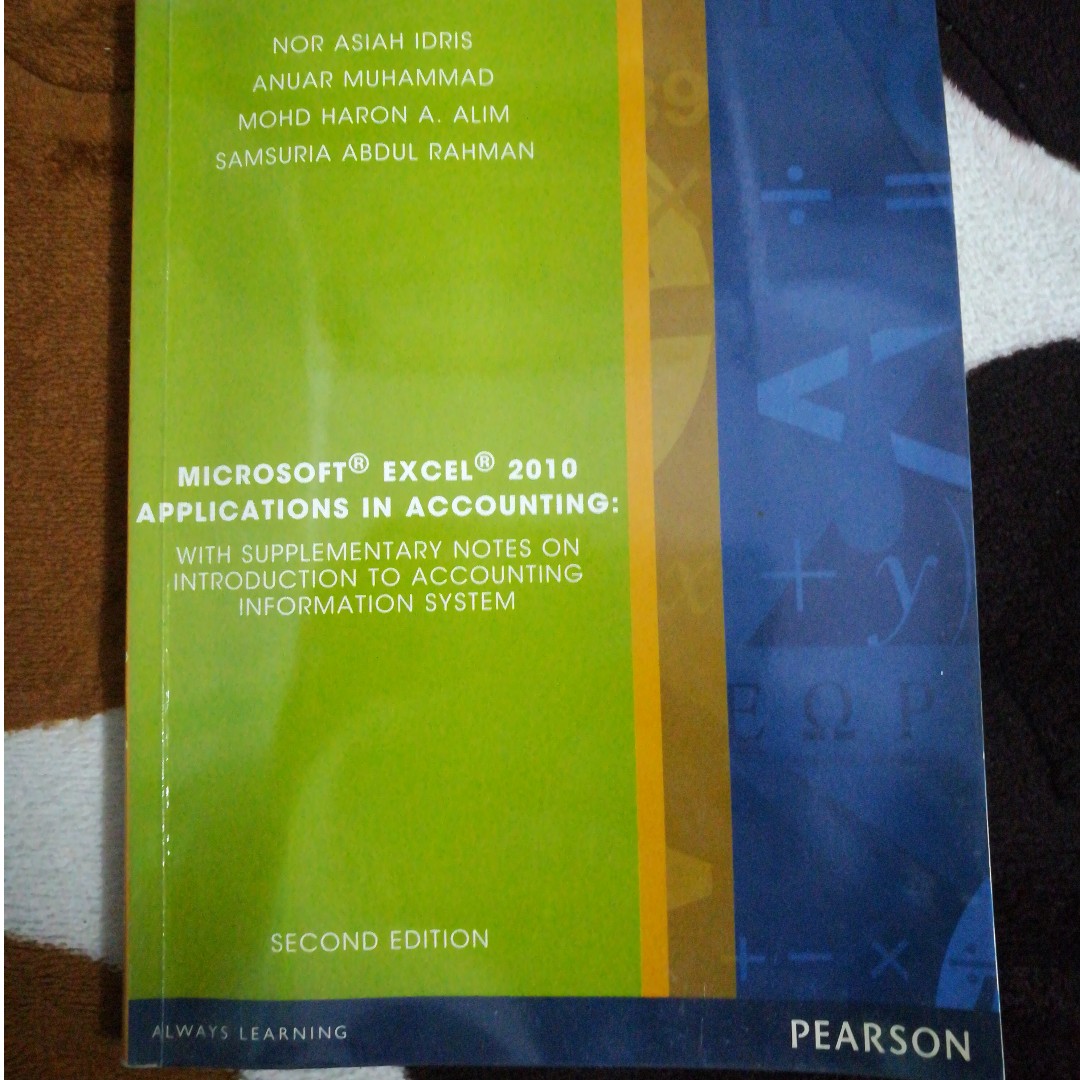 NOR ASIAH IDRIS
ANUAR MUHAMMAD
MOHD HARON A. ALIM
SAMSURIA ABDUL RAHMAN
39
÷ =
MICROSOFT® EXCEL® 2010
APPLICATIONS IN ACCOUNTING:
WITH SUPPLEMENTARY NOTES ON
INTRODUCTION TO ACCOUNTING
INFORMATION SYSTEM
x + y)
Ε Ω Ρ
SECOND EDITION
+ − × ÷
ALWAYS LEARNING
PEARSON